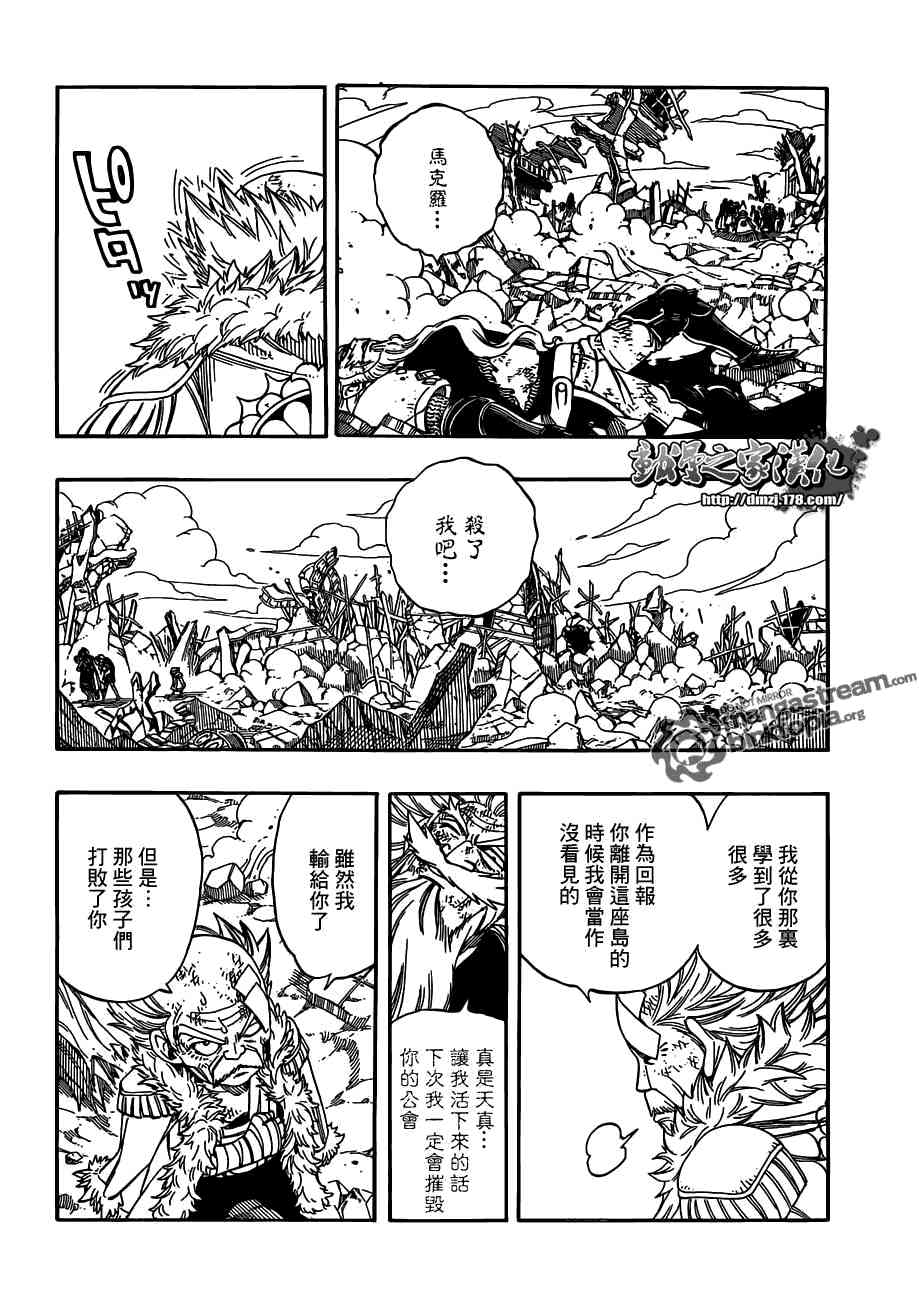 馬克羅…
動漫之家漢化
http://dmzj.178.com/
殺了
我吧…
mangastream.com
我從你那裏
學到了很多
很多
作為回報
你離開這座島的
時候我會當作
沒看見的
真是天真…
讓我活下來的話
下次我一定會摧毀
你的公會
雖然我
輸給你了
但是…
那些孩子們
打敗了你